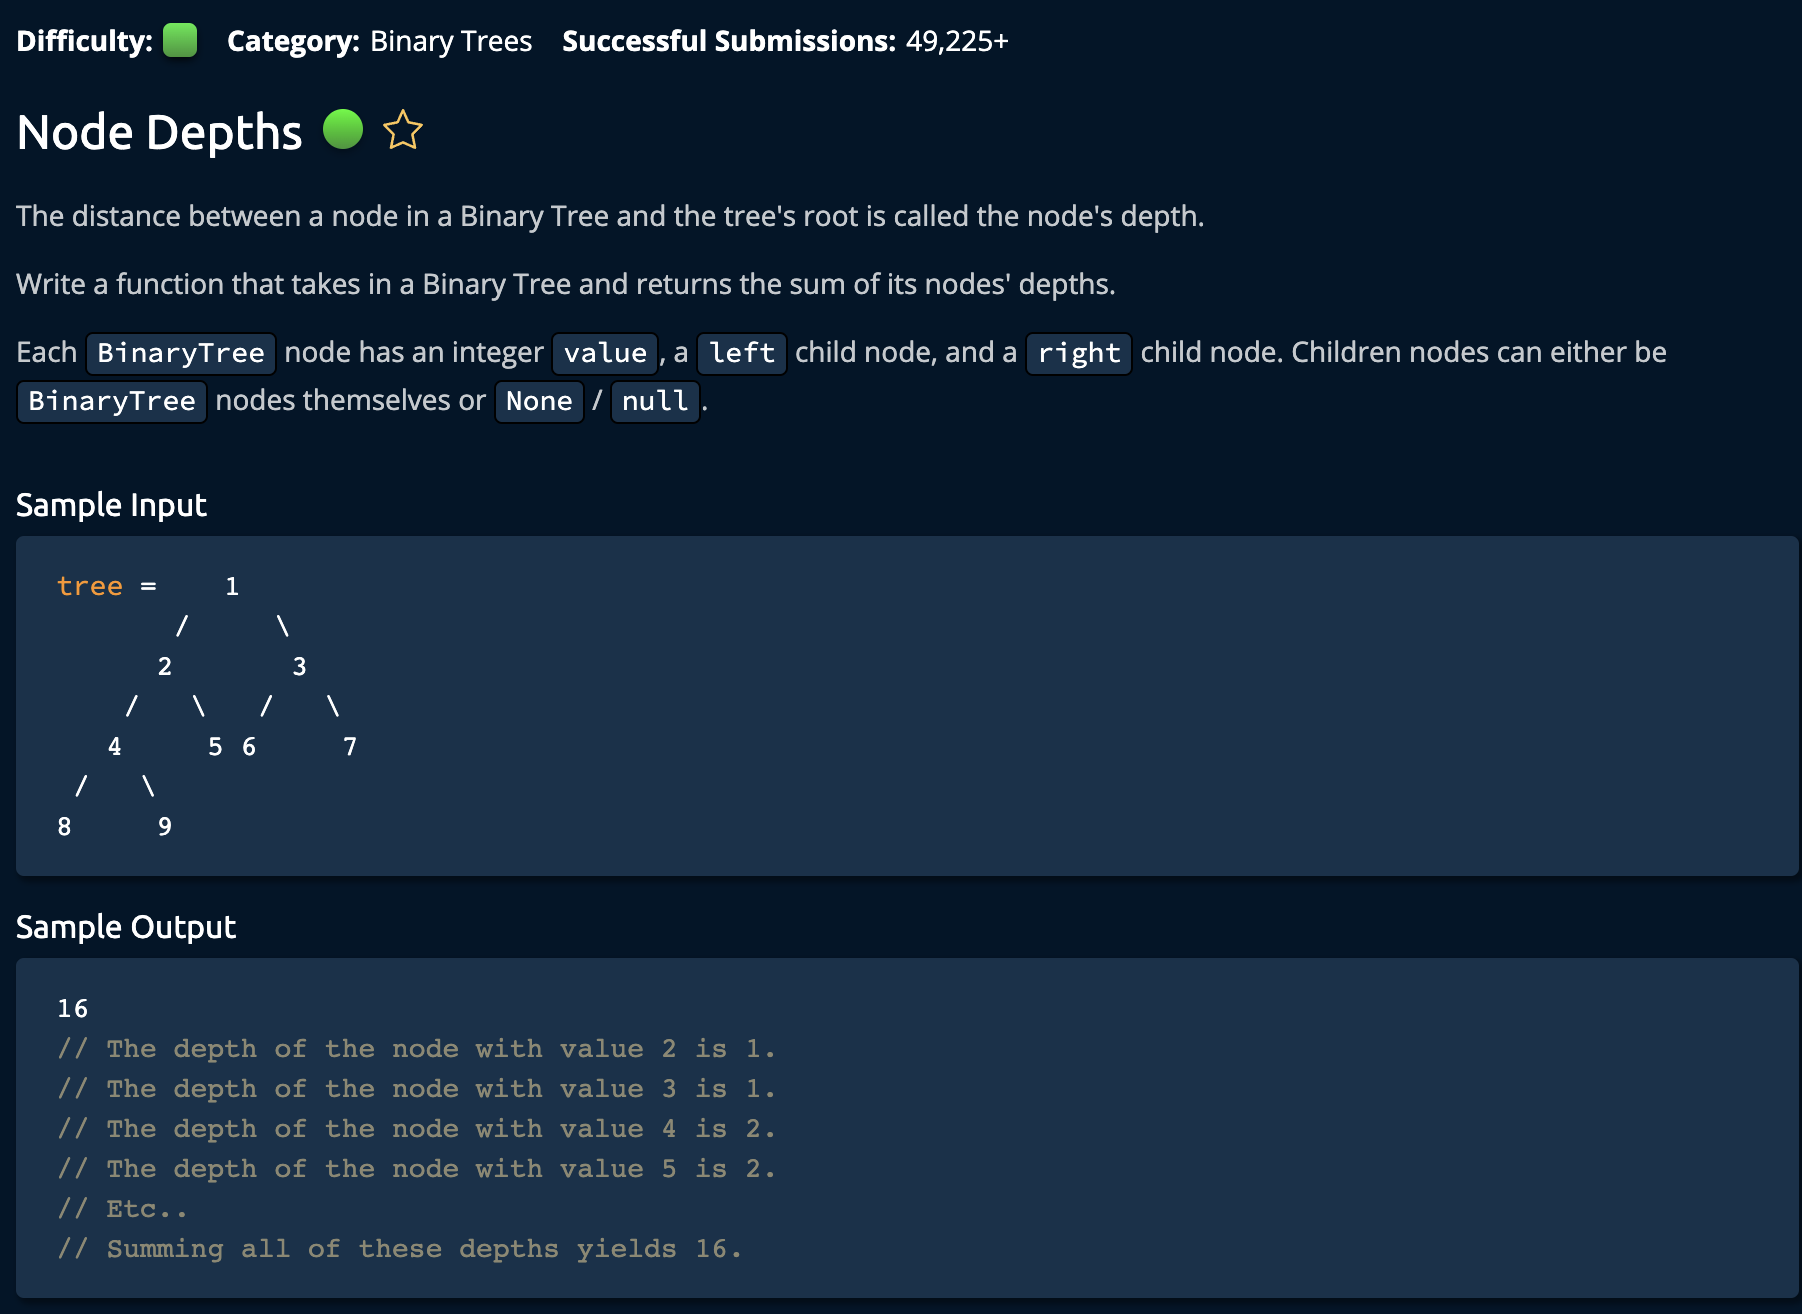 Difficulty: Category: Binary Trees Successful Submissions: 49,225+
Node Depths
The distance between a node in a Binary Tree and the tree's root is called the node's depth.
Write a function that takes in a Binary Tree and returns the sum of its nodes' depths.
Each BinaryTree node has an integer value, a left child node, and a right child node. Children nodes can either be
BinaryTree nodes themselves or None / null.
Sample Input
tree =    1
       /     \
      2       3
    /   \   /   \
   4     5 6     7
 /   \
8     9
Sample Output
16
// The depth of the node with value 2 is 1.
// The depth of the node with value 3 is 1.
// The depth of the node with value 4 is 2.
// The depth of the node with value 5 is 2.
// Etc..
// Summing all of these depths yields 16.